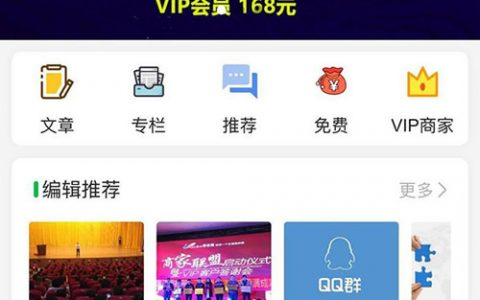 VIP会员 168元
文章
专栏
推荐
免费
VIP商家
编辑推荐
更多 >
商家联盟启动仪式
暨VIP客户答谢会
QQ群